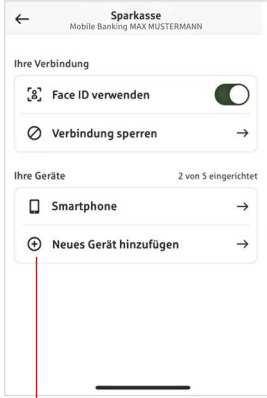 Sparkasse
Mobile Banking MAX MUSTERMANN
Ihre Verbindung
Face ID verwenden
Verbindung sperren
Ihre Geräte 2 von 5 eingerichtet
Smartphone
Neues Gerät hinzufügen